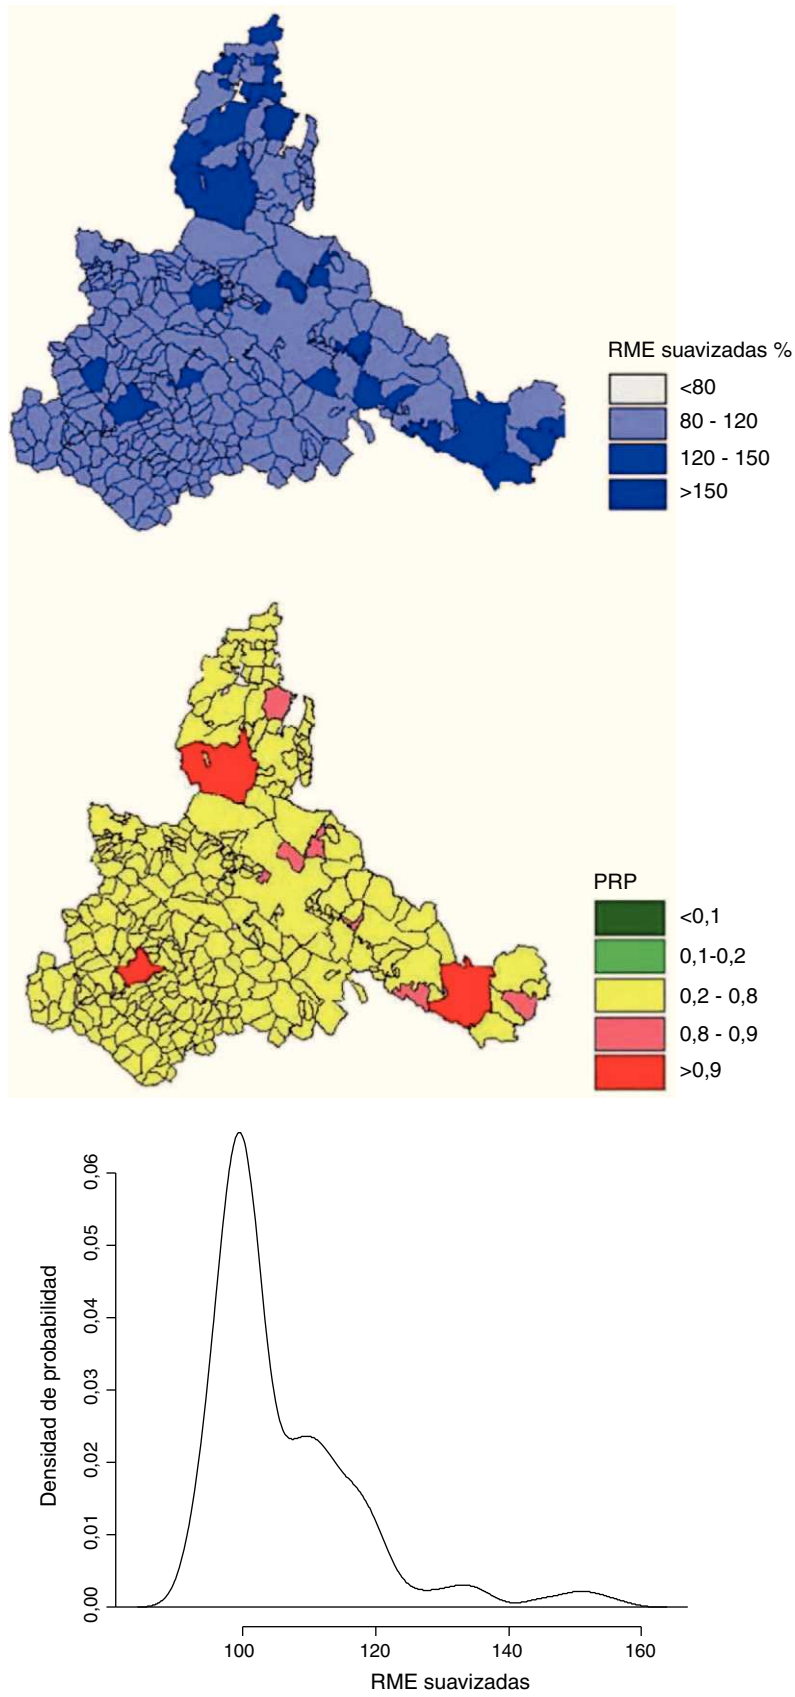 RME suavizadas %
<80
80 - 120
120 - 150
>150
PRP
<0,1
0,1-0,2
0,2 - 0,8
0,8 - 0,9
>0,9
Densidad de probabilidad
0,06
0,05
0,04
0,03
0,02
0,01
0,00
100 120 140 160
RME suavizadas